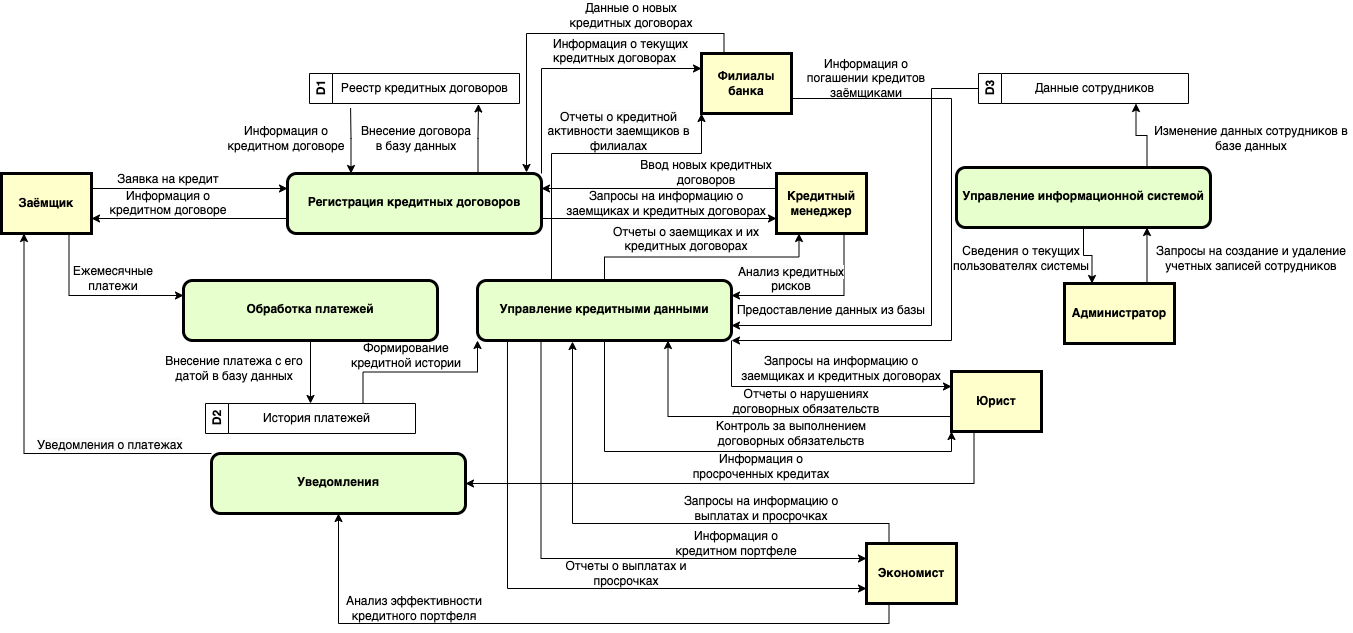 Данные о новых
кредитных договорах
Информация о текущих
кредитных договорах
Филиалы
банка
Информация о
погашении кредитов
заёмщиками
D1
Реестр кредитных договоров
D3
Данные сотрудников
Информация о
кредитном договоре
Внесение договора
в базу данных
Отчеты о кредитной
активности заемщиков в
филиалах
Изменение данных сотрудников в
базе данных
Заявка на кредит
Ввод новых кредитных
договоров
Заёмщик
Информация о
кредитном договоре
Регистрация кредитных договоров
Запросы на информацию о
заемщиках и кредитных договорах
Кредитный
менеджер
Управление информационной системой
Отчеты о заемщиках и их
кредитных договорах
Сведения о текущих
пользователях системы
Запросы на создание и удаление
учетных записей сотрудников
Ежемесячные
платежи
Анализ кредитных
рисков
Обработка платежей
Управление кредитными данными
Предоставление данных из базы
Администратор
Внесение платежа с его
датой в базу данных
Формирование
кредитной истории
Запросы на информацию о
заемщиках и кредитных договорах
Отчеты о нарушениях
договорных обязательств
Юрист
D2
История платежей
Контроль за выполнением
договорных обязательств
Уведомления о платежах
Информация о
просроченных кредитах
Уведомления
Запросы на информацию о
выплатах и просрочках
Информация о
кредитном портфеле
Отчеты о выплатах и
просрочках
Экономист
Анализ эффективности
кредитного портфеля